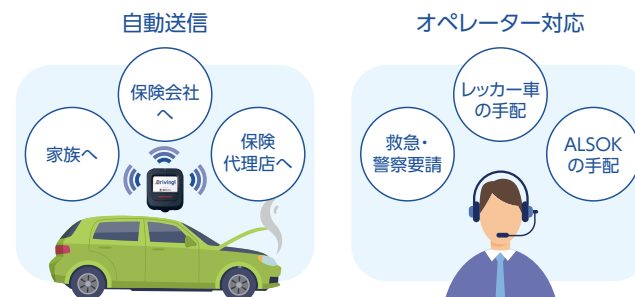 自動送信
保険会社
へ
家族へ
保険
代理店へ
Driving!
オペレーター対応
レッカー車
の手配
救急・
警察要請
ALSOK
の手配